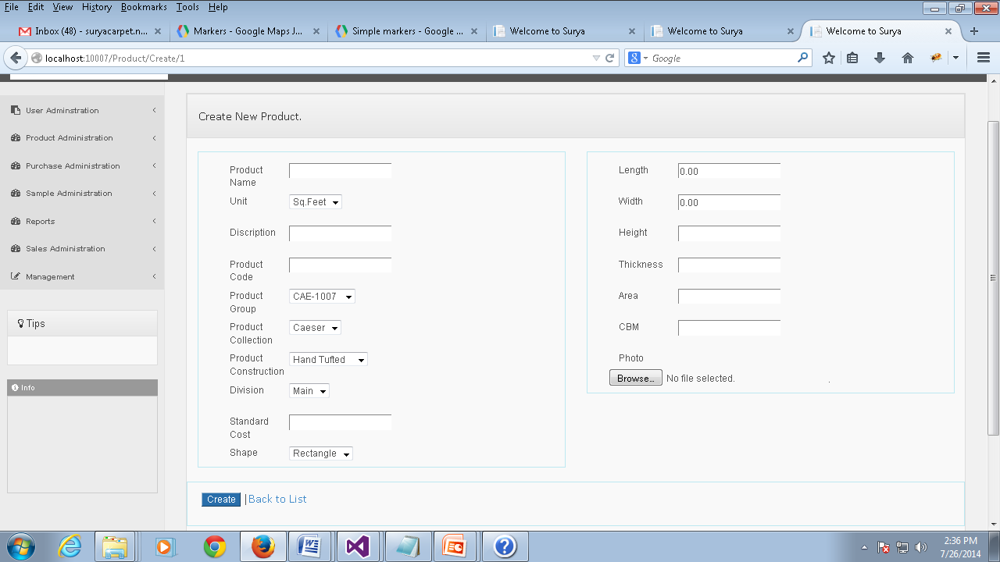 File Edit View History Bookmarks Tools Help
Inbox (48) - suryacarpet.n...
Markers - Google Maps J...
Simple markers - Google ...
Welcome to Surya
Welcome to Surya
Welcome to Surya
localhost:10007/Product/Create/1
Google
User Adminstration
Product Administration
Purchase Administration
Sample Administration
Reports
Sales Administration
Management
Tips
Info
Create New Product.
Product
Name
Unit
Sq.Feet
Discription
Product
Code
Product
Group
CAE-1007
Product
Collection
Caeser
Product
Construction
Hand Tufted
Division
Main
Standard
Cost
Shape
Rectangle
Length
0.00
Width
0.00
Height
Thickness
Area
CBM
Photo
Browse... No file selected.
Create | Back to List
2:36 PM
7/26/2014